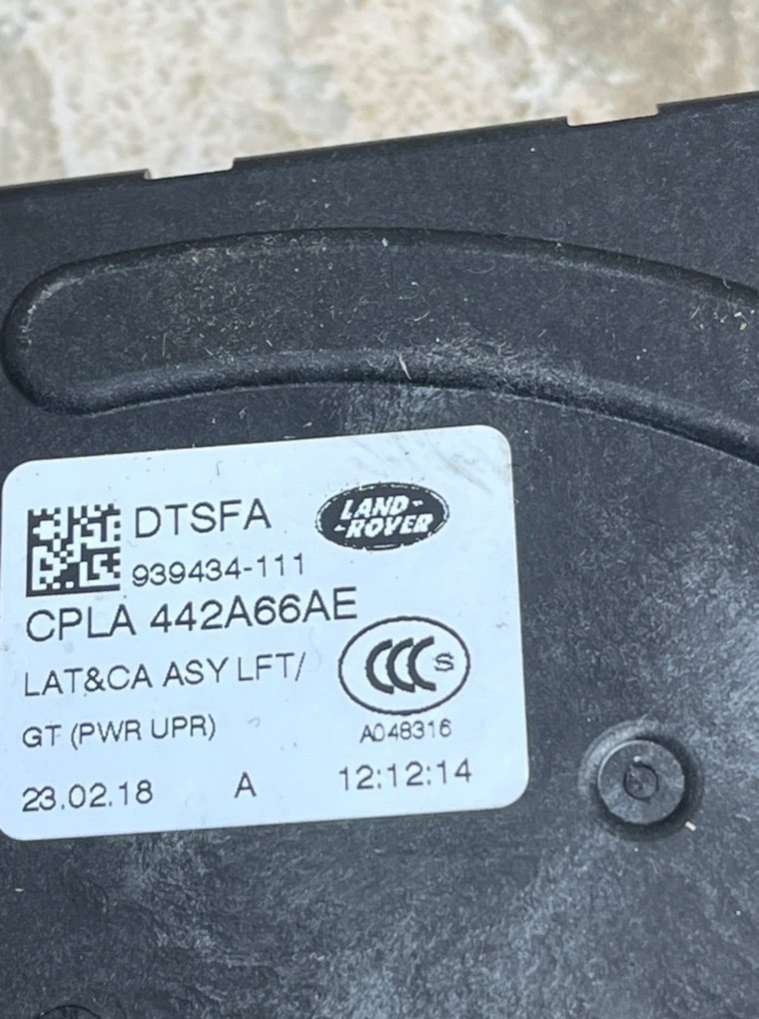 DTSFA
LAND-
-ROVER
939434-111
CPLA 442A66AE
LAT&CA ASY LFT/
CCC S
GT (PWR UPR)
A048316
23.02.18 A 12:12:14